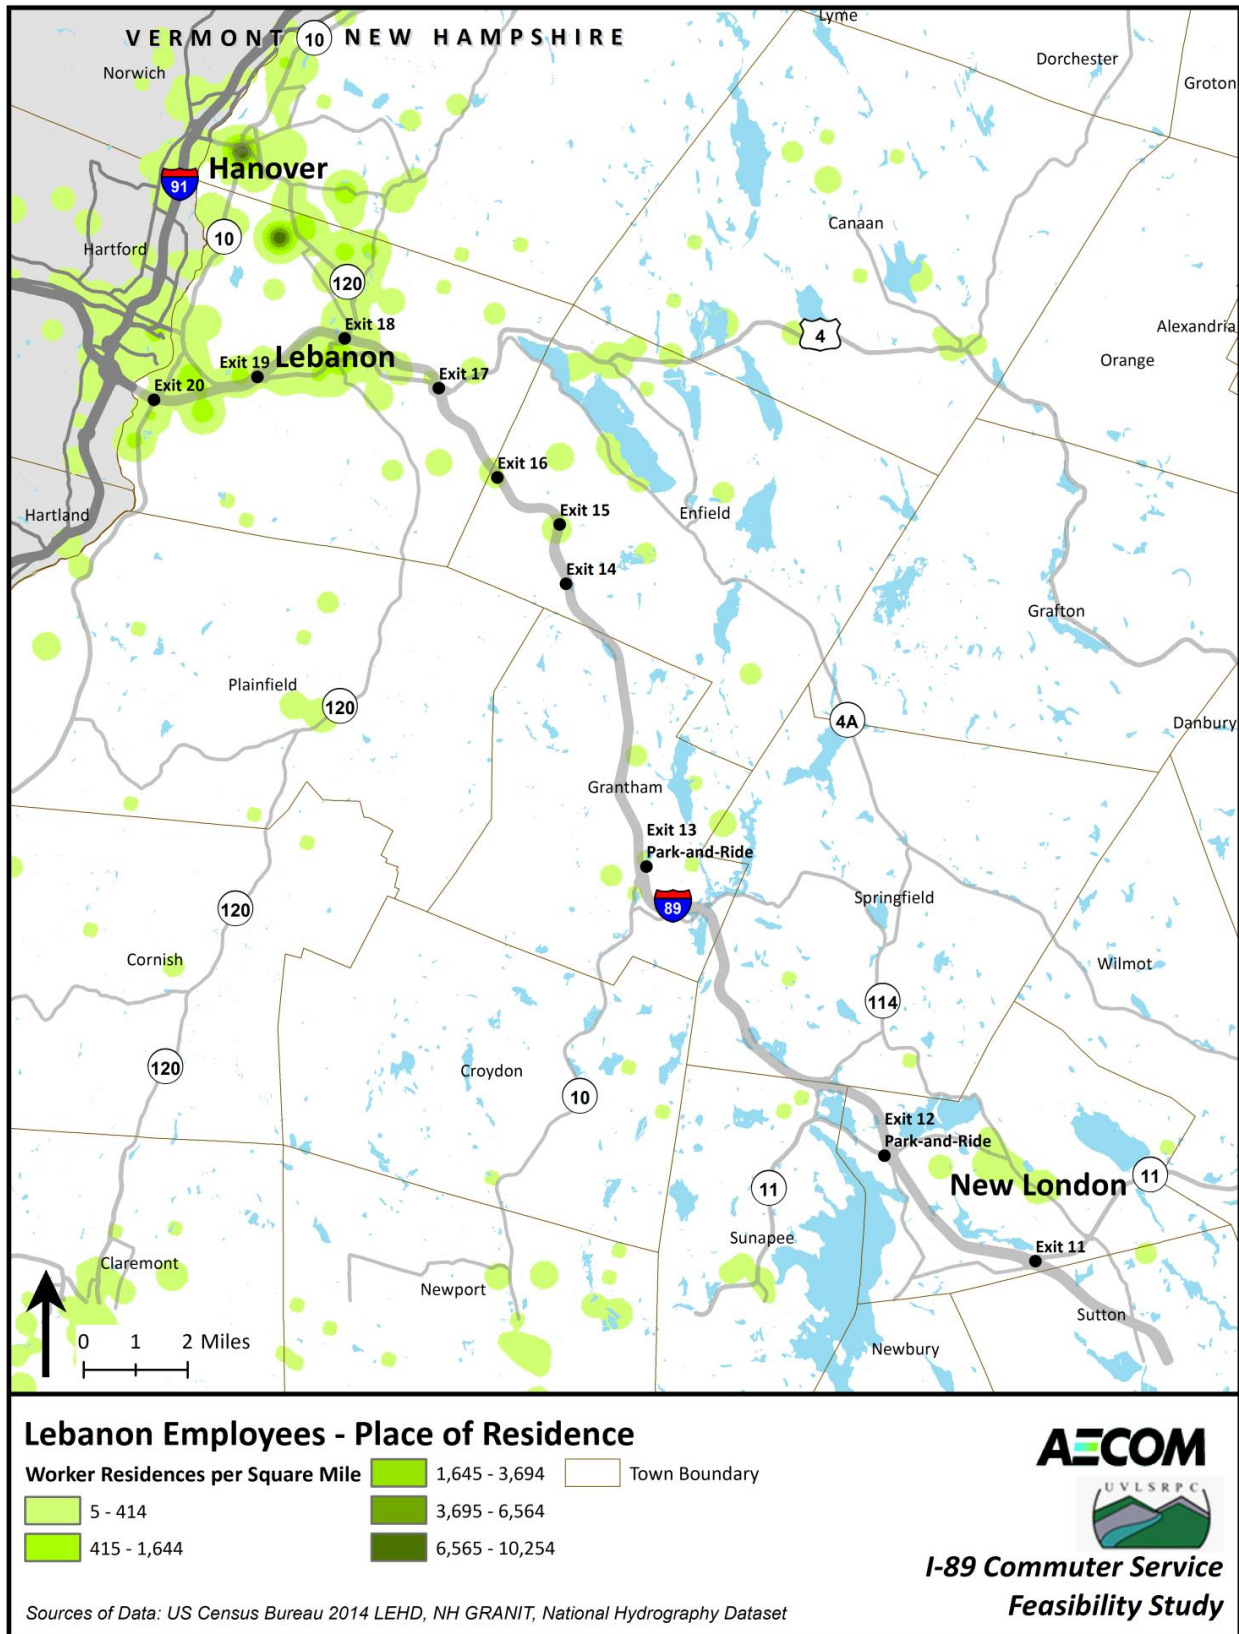 Lyme
VERMONT 10 NEW HAMPSHIRE
Dorchester
Norwich
Groton
Hanover
91
Canaan
10
Hartford
120
Exit 18
4
Alexandria
Lebanon
Exit 19
Orange
Exit 17
Exit 20
Exit 16
Exit 15
Enfield
Hartland
Exit 14
Grafton
Plainfield
120
4A
Danbury
Grantham
Exit 13
Park-and-Ride
89
Springfield
120
Cornish
Wilmot
114
120
Croydon
10
Exit 12
Park-and-Ride
11
New London
11
Sunapee
Exit 11
Claremont
Newport
Sutton
0 1 2 Miles
Newbury
Lebanon Employees - Place of Residence
Worker Residences per Square Mile
5 - 414
415 - 1,644
1,645 - 3,694
3,695 - 6,564
6,565 - 10,254
Town Boundary
AECOM
UVLSRPC
I-89 Commuter Service
Feasibility Study
Sources of Data: US Census Bureau 2014 LEHD, NH GRANIT, National Hydrography Dataset